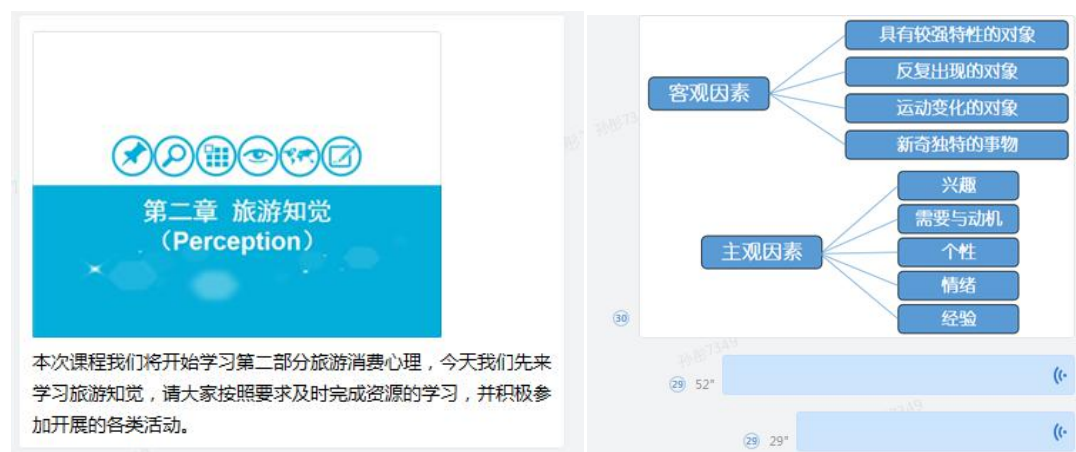 第二章 旅游知觉
（Perception）
本次课程我们将开始学习第二部分旅游消费心理，今天我们先来
学习旅游知觉，请大家按照要求及时完成资源的学习，并积极参
加开展的各类活动。
客观因素
具有较强特性的对象
反复出现的对象
运动变化的对象
新奇独特的事物
主观因素
兴趣
需要与动机
个性
情绪
经验
30
29 52"
29 29"